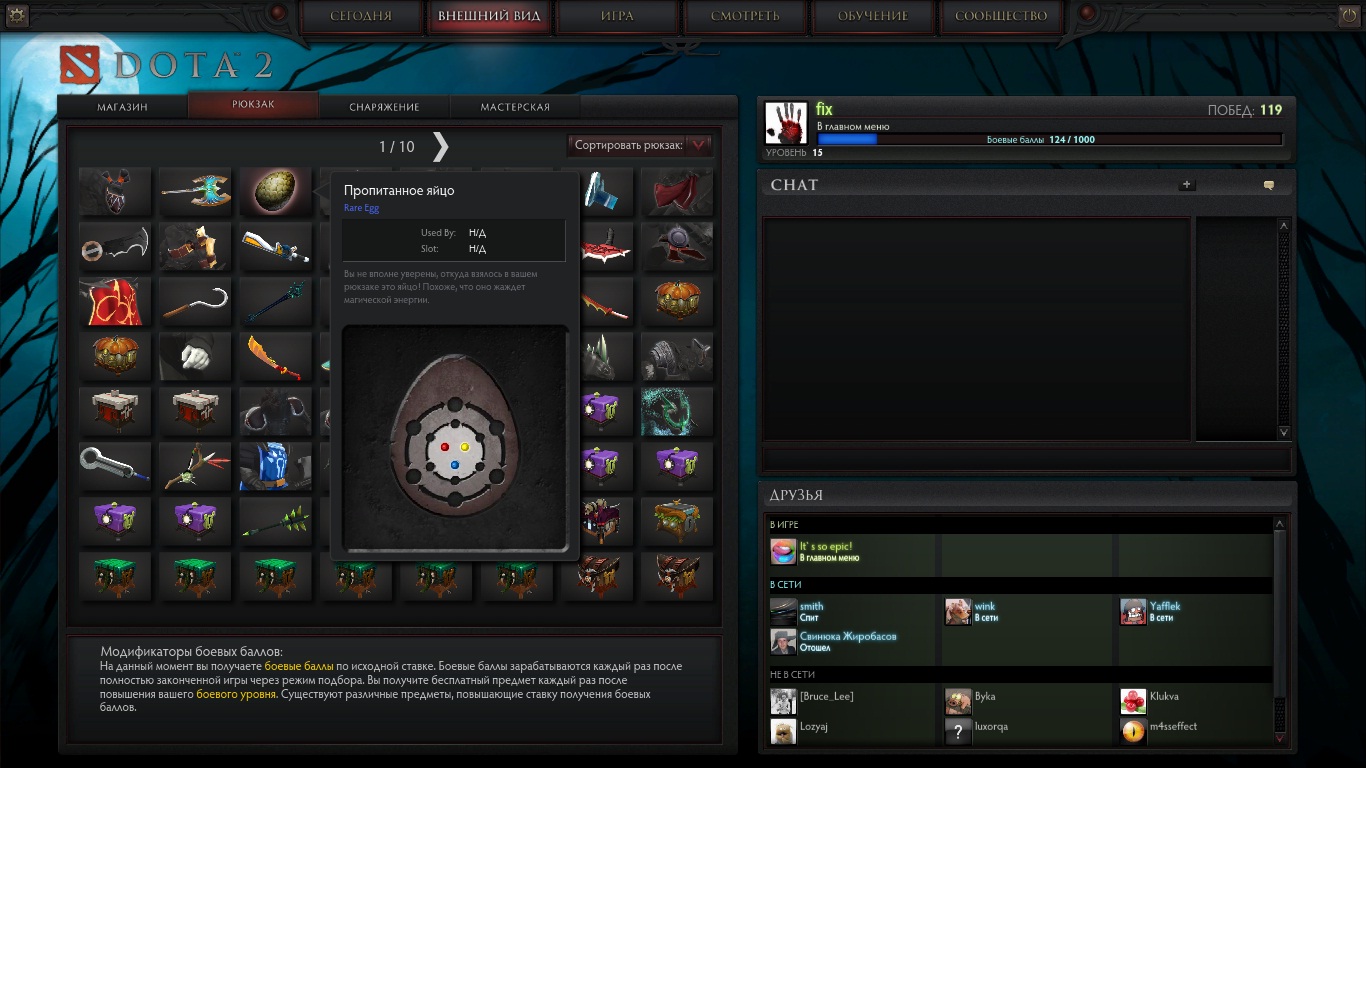 СЕГОДНЯ
ВНЕШНИЙ ВИД
ИГРА
СМОТРЕТЬ
ОБУЧЕНИЕ
СООБЩЕСТВО
DOTA 2
МАГАЗИН
РЮКЗАК
СНАРЯЖЕНИЕ
МАСТЕРСКАЯ
1 / 10
Сортировать рюкзак:
Пропитанное яйцо
Rare Egg
Used By: Н/Д
Slot: Н/Д
Вы не вполне уверены, откуда взялось в вашем
рюкзаке это яйцо! Похоже, что оно жаждет
магической энергии.
Модификаторы боевых баллов:
На данный момент вы получаете боевые баллы по исходной ставке. Боевые баллы зарабатываются каждый раз после
полностью законченной игры через режим подбора. Вы получите бесплатный предмет каждый раз после
повышения вашего боевого уровня. Существуют различные предметы, повышающие ставку получения боевых
баллов.
fix
ПОБЕД: 119
В главном меню
Боевые баллы 124 / 1000
УРОВЕНЬ 15
CHAT
+
ДРУЗЬЯ
В ИГРЕ
It`s so epic!
В главном меню
В СЕТИ
smith
Спит
wink
В сети
Yafflek
В сети
Свинюка Жиробасов
Отошел
НЕ В СЕТИ
[Bruce_Lee]
Byka
Klukva
Lozyaj
?
luxorqa
m4sseffect